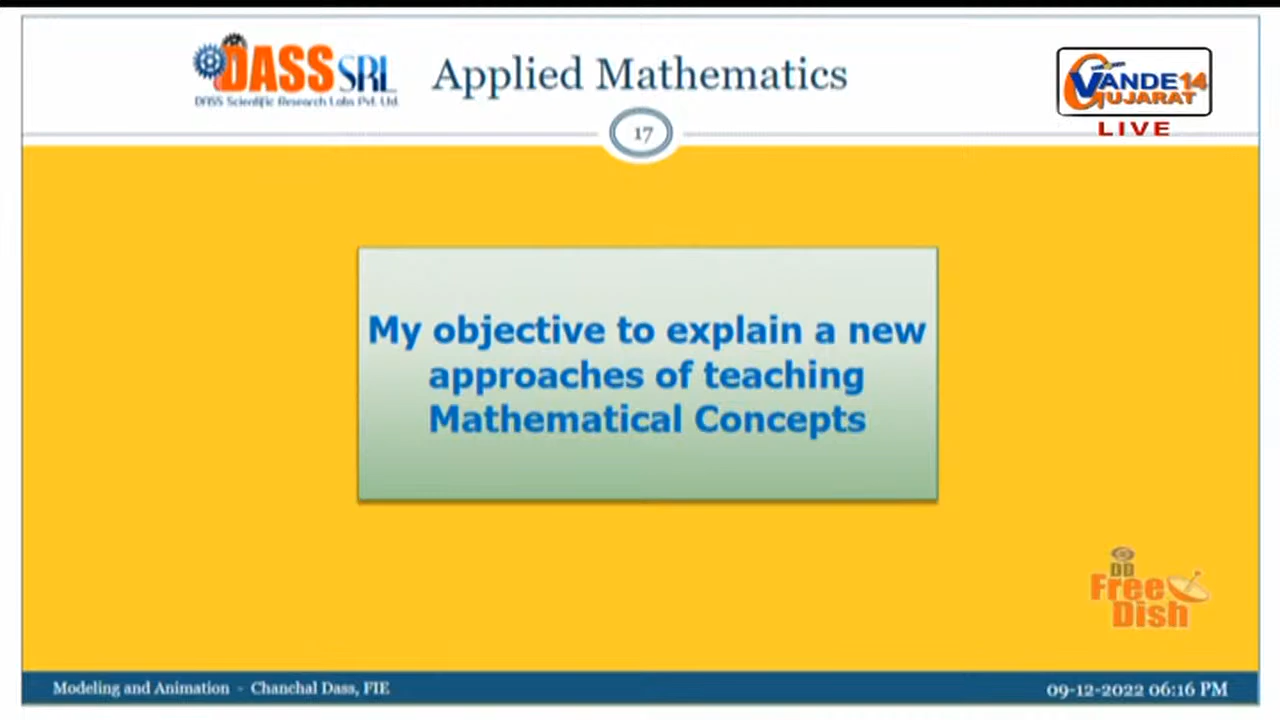 DASS SRL
DASS Scientific Research Labs Pvt. Ltd.
Applied Mathematics
VANDE 14
GUJARAT
LIVE
17
My objective to explain a new
approaches of teaching
Mathematical Concepts
DD
Free
Dish
Modeling and Animation - Chanchal Dass, FIE
09-12-2022 06:16 PM